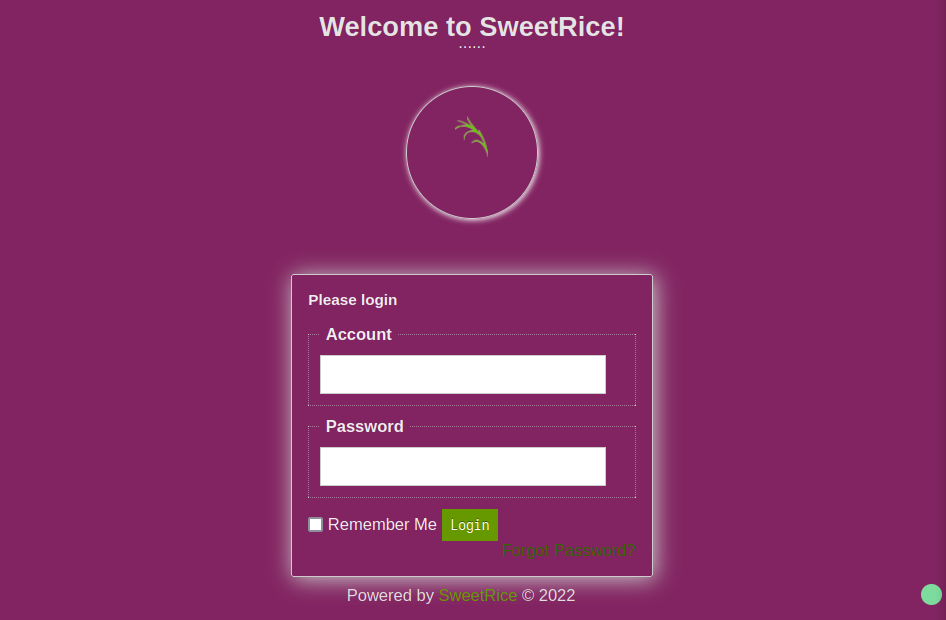 Welcome to SweetRice!
......
Please login
Account
Password
Remember Me Login
Forgot Password?
Powered by SweetRice © 2022